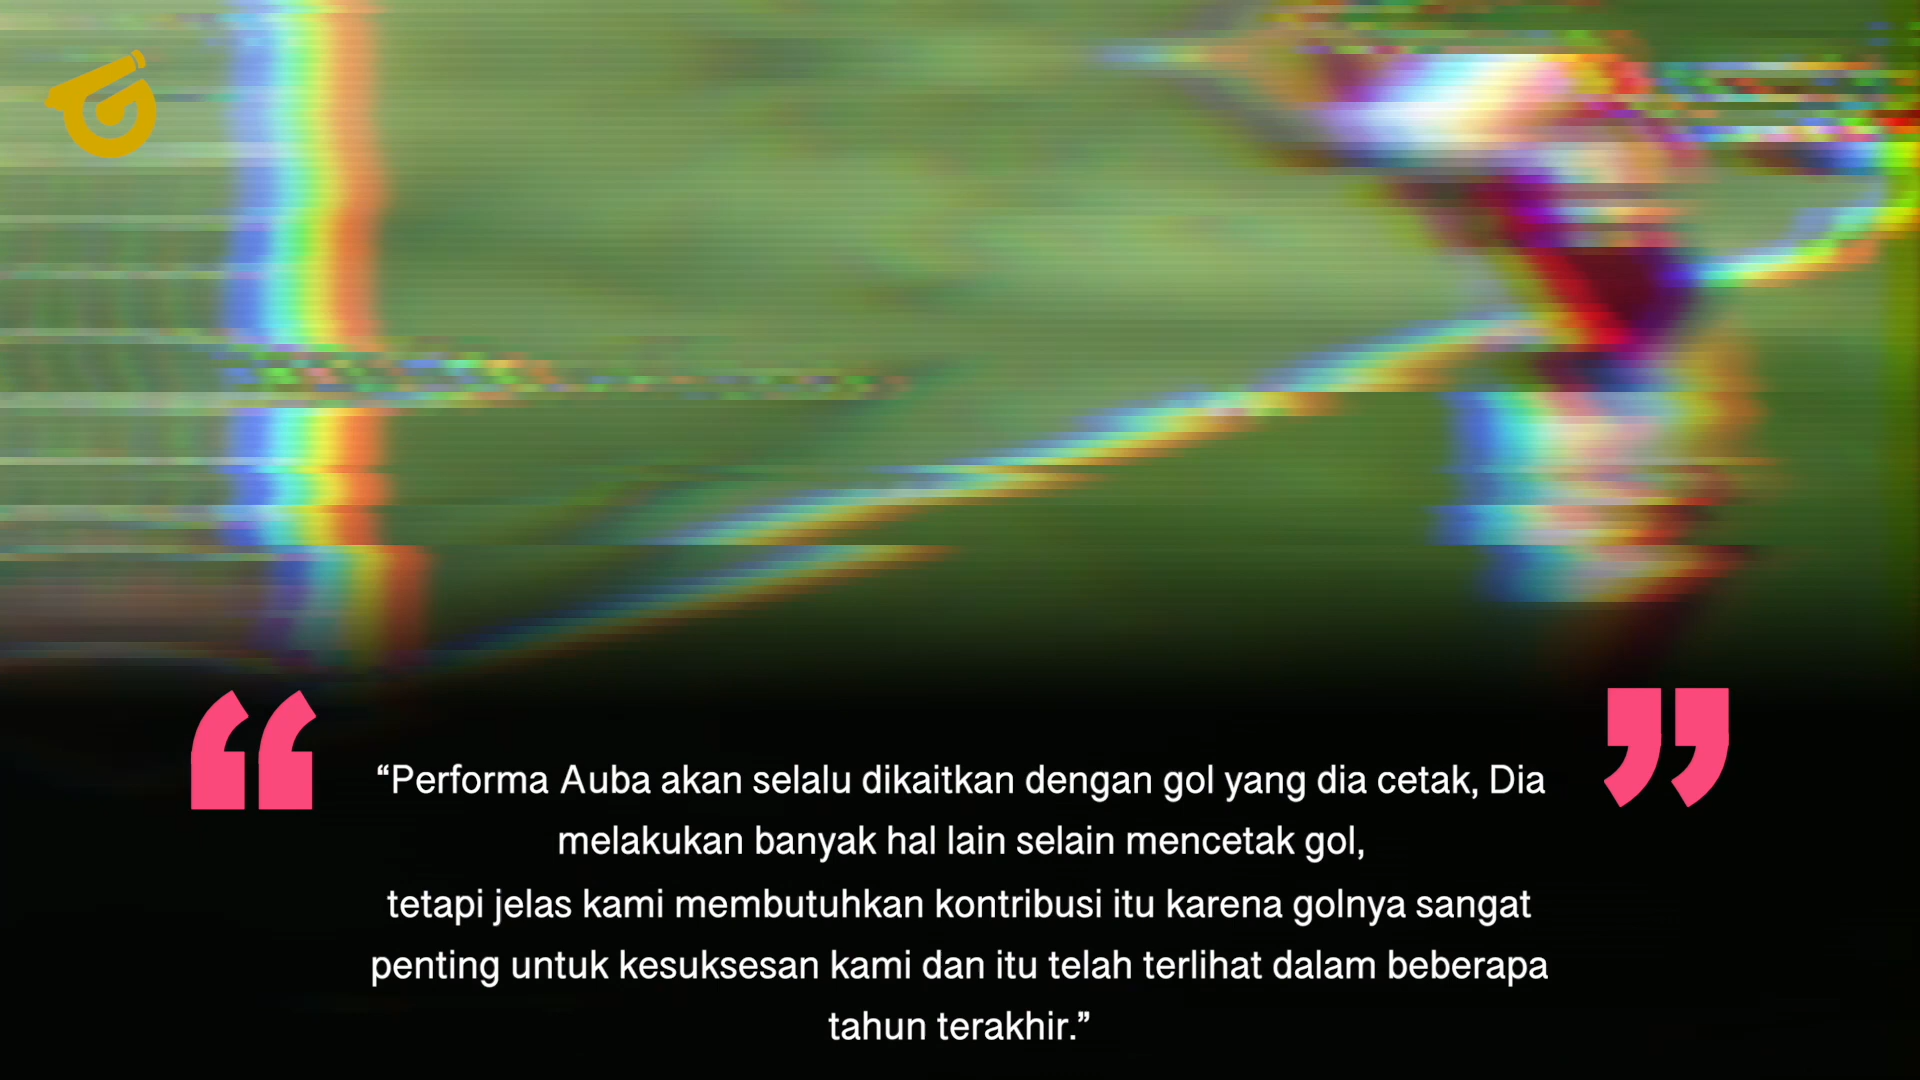 “Performa Auba akan selalu dikaitkan dengan gol yang dia cetak, Dia
melakukan banyak hal lain selain mencetak gol,
tetapi jelas kami membutuhkan kontribusi itu karena golnya sangat
penting untuk kesuksesan kami dan itu telah terlihat dalam beberapa
tahun terakhir.”